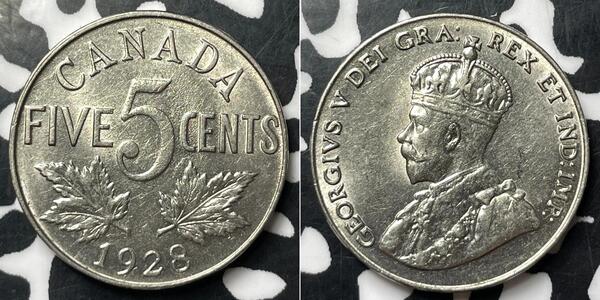 CANADA
FIVE 5 CENTS
1928
GEORGIVS V DEI GRA: REX ET IND: IMP: